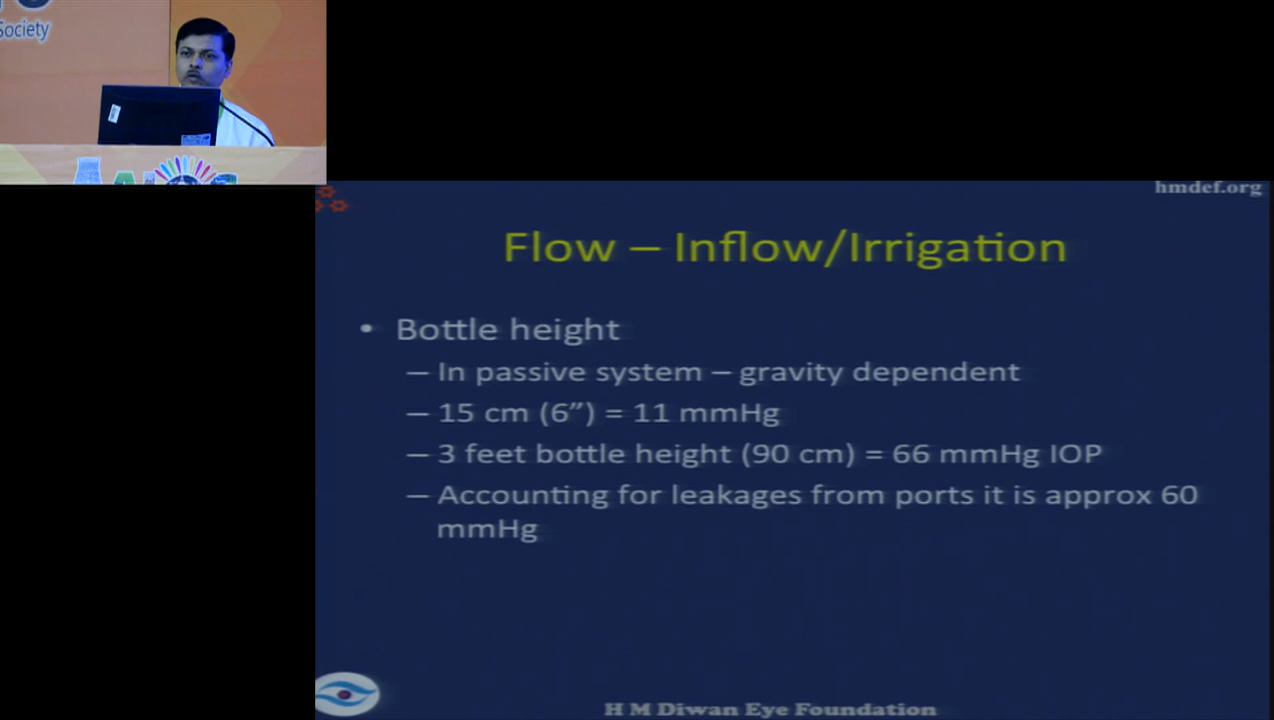 Society
hmdef.org
Flow – Inflow/Irrigation
• Bottle height
– In passive system – gravity dependent
– 15 cm (6”) = 11 mmHg
– 3 feet bottle height (90 cm) = 66 mmHg IOP
– Accounting for leakages from ports it is approx 60
mmHg
H M Diwan Eye Foundation